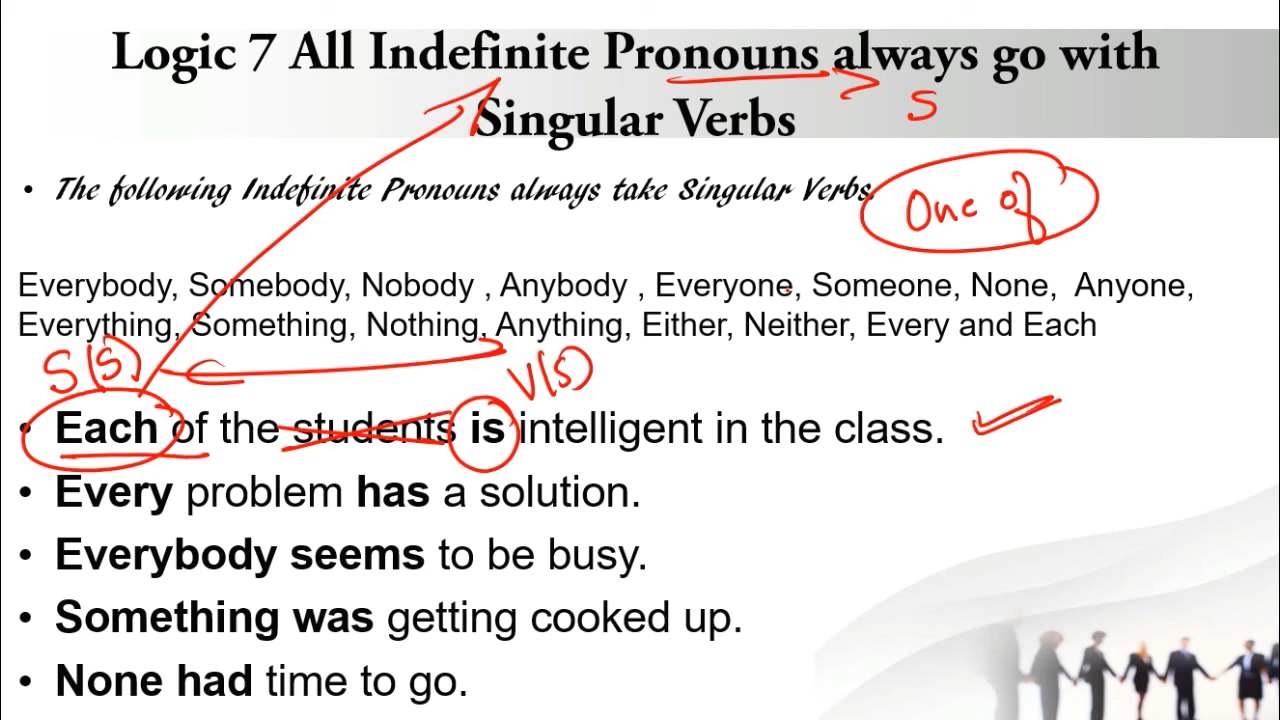 Logic 7 All Indefinite Pronouns always go with
S
Singular Verbs
• The following Indefinite Pronouns always take Singular Verbs.
One of
Everybody, Somebody, Nobody , Anybody , Everyone, Someone, None, Anyone,
Everything, Something, Nothing, Anything, Either, Neither, Every and Each
S(S) V(S)
• Each of the students is intelligent in the class.
• Every problem has a solution.
• Everybody seems to be busy.
• Something was getting cooked up.
• None had time to go.